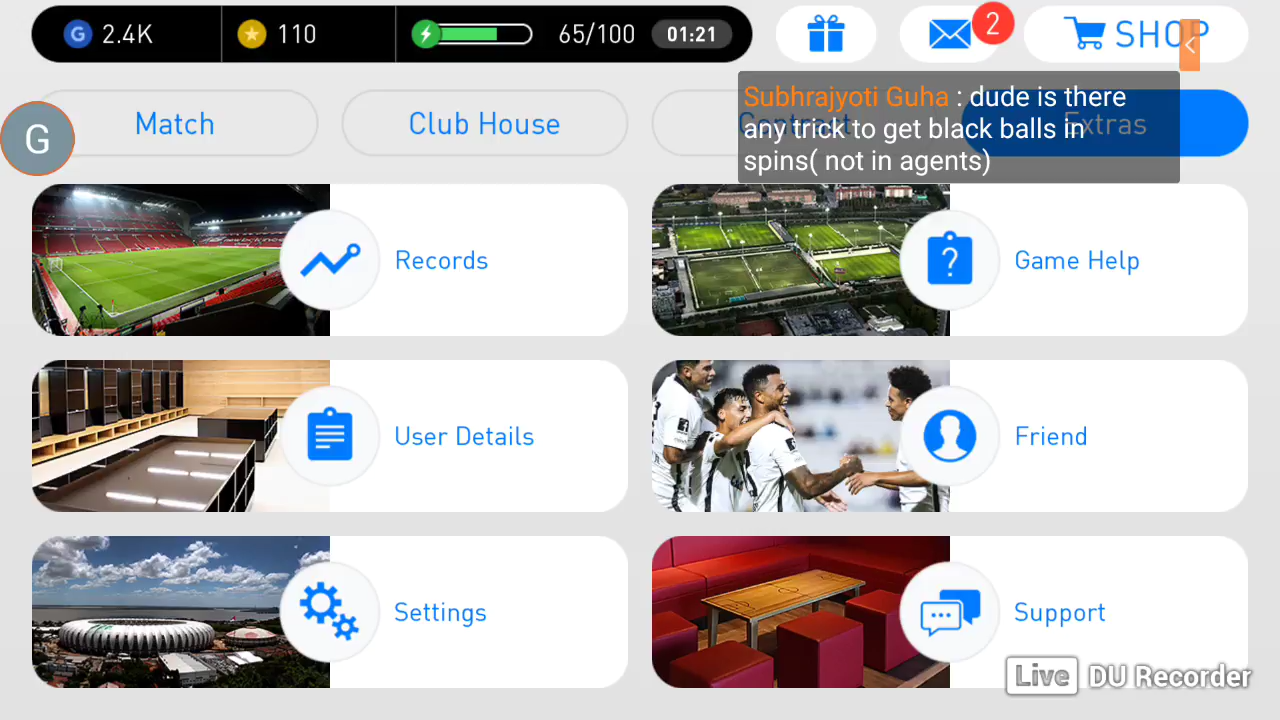 G 2.4K 110 65/100 01:21 2 SHOP
Subhrajyoti Guha : dude is there
any trick to get black balls in
spins( not in agents)
G
Match Club House Contract Extras
Records Game Help
User Details Friend
Settings Support
Live DU Recorder